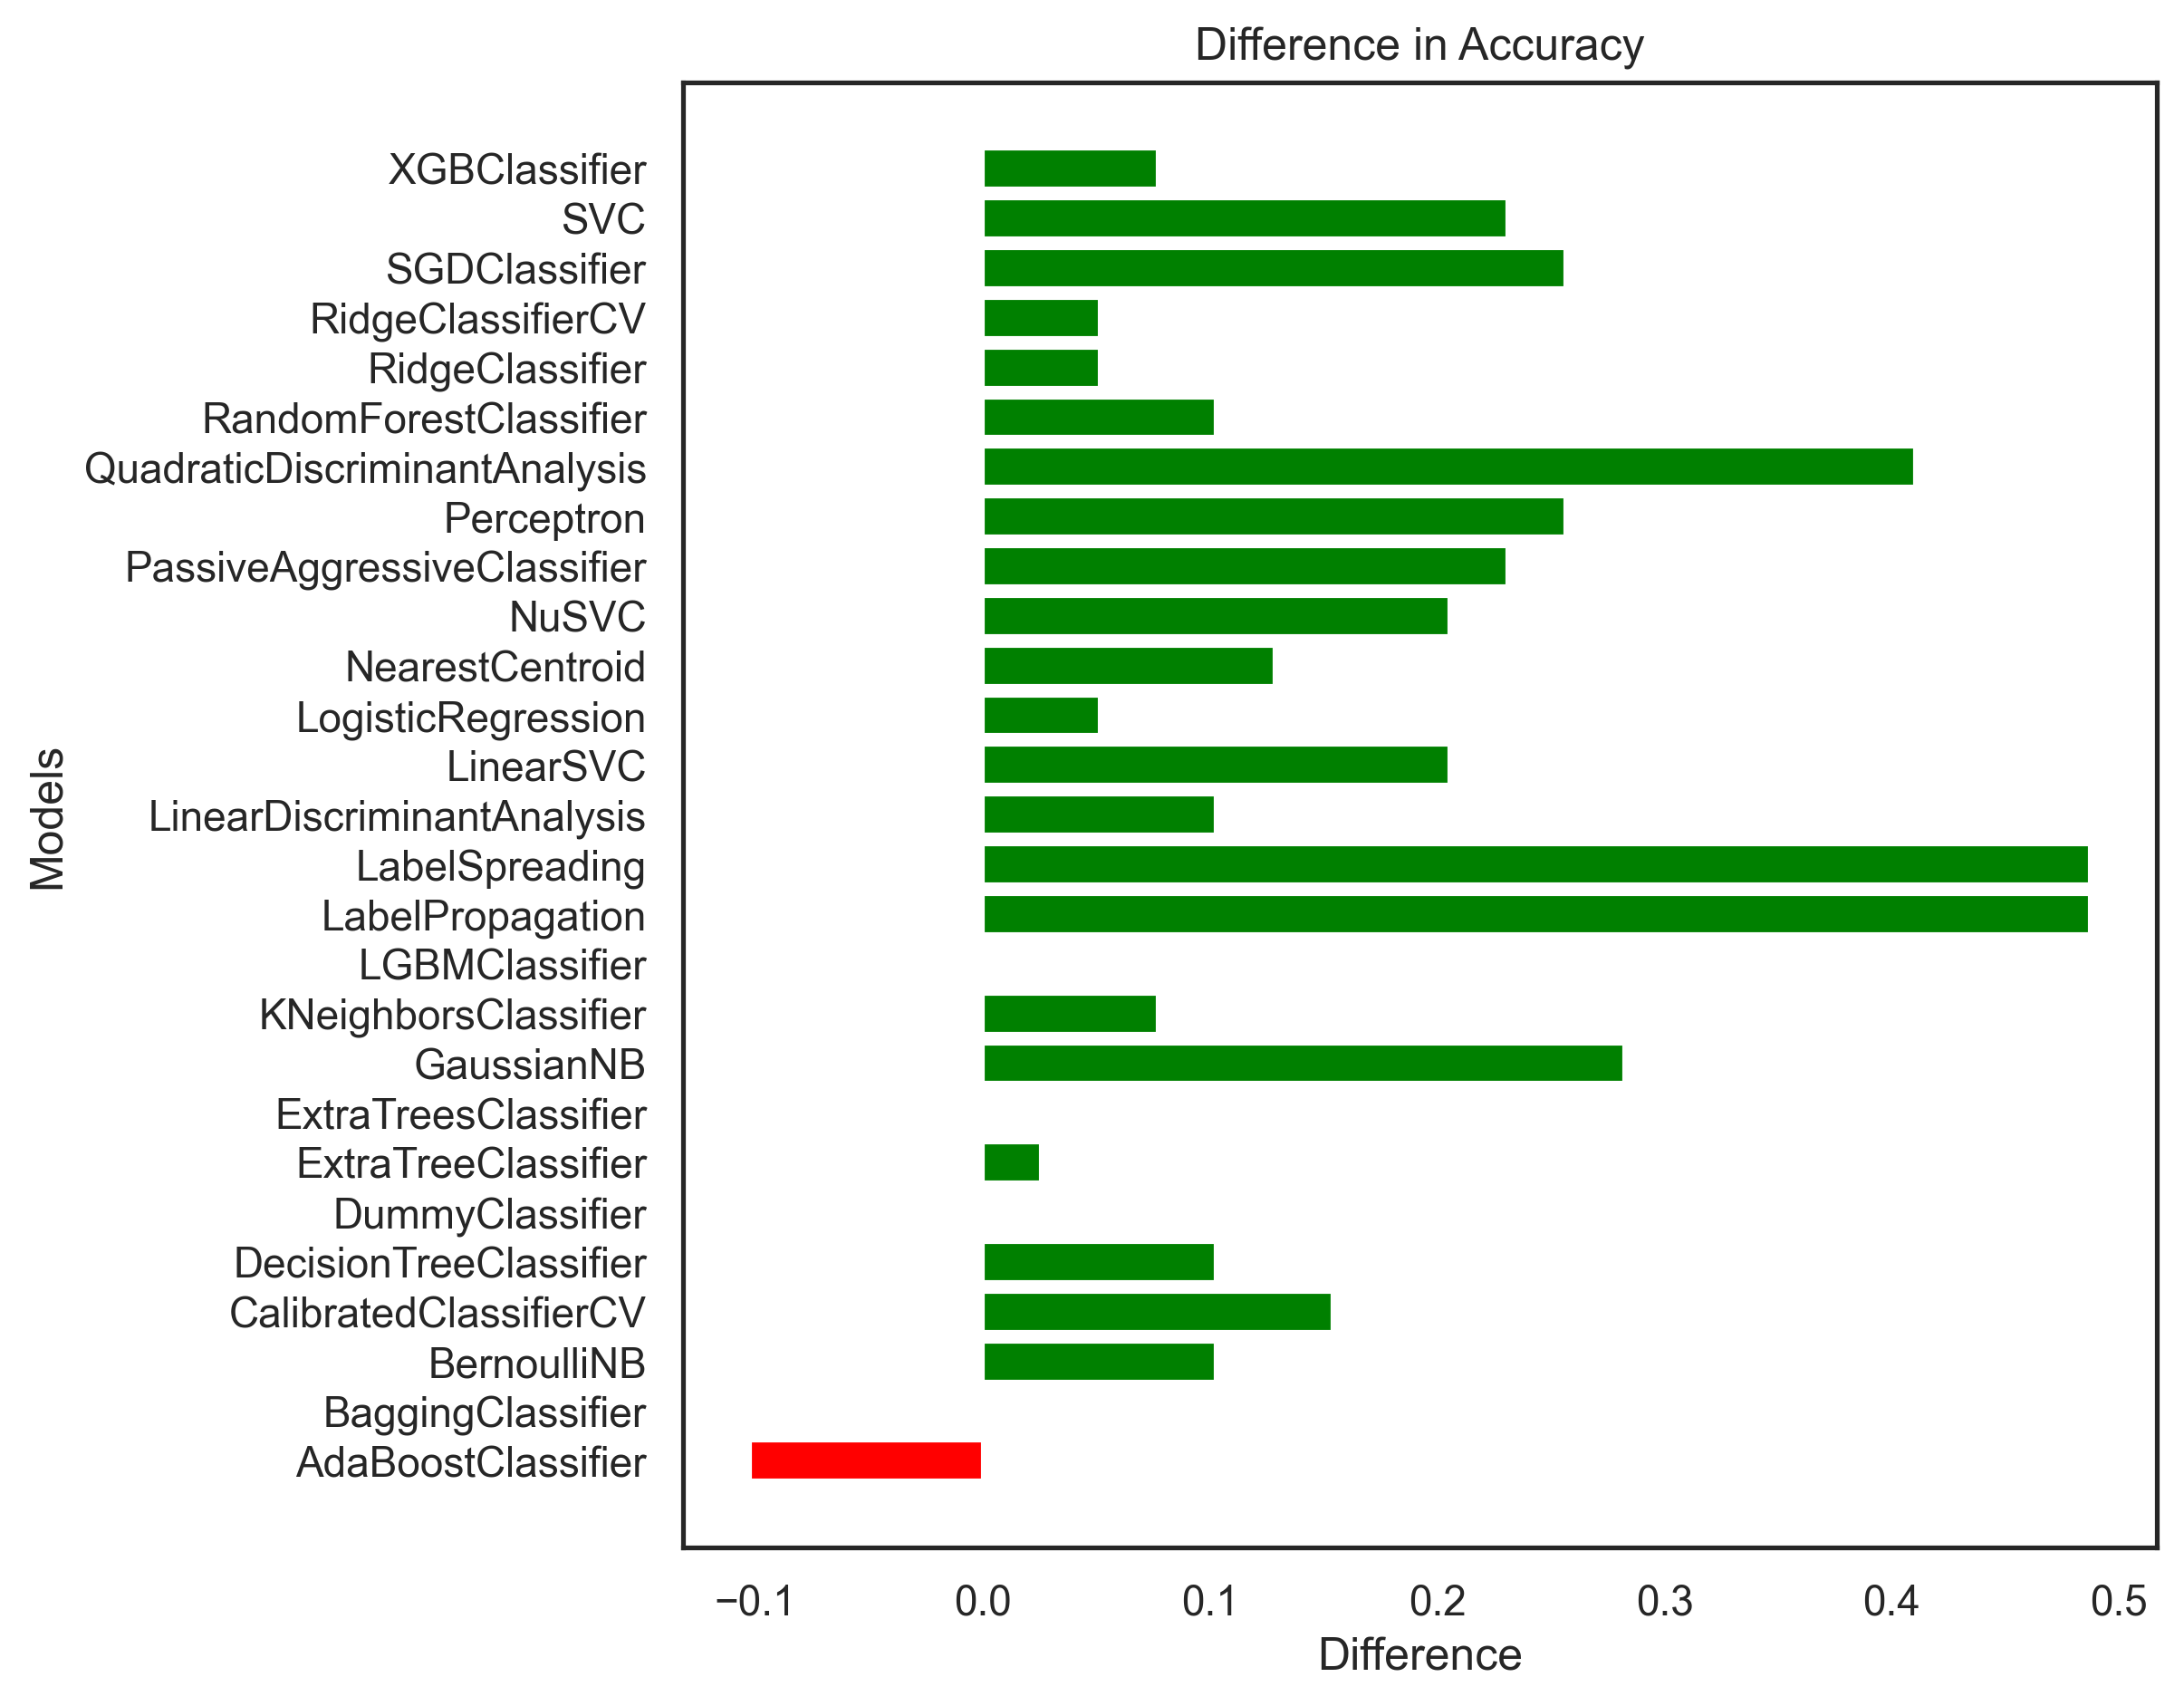 Difference in Accuracy
XGBClassifier
SVC
SGDClassifier
RidgeClassifierCV
RidgeClassifier
RandomForestClassifier
QuadraticDiscriminantAnalysis
Perceptron
PassiveAggressiveClassifier
NuSVC
NearestCentroid
LogisticRegression
LinearSVC
LinearDiscriminantAnalysis
LabelSpreading
LabelPropagation
LGBMClassifier
KNeighborsClassifier
GaussianNB
ExtraTreesClassifier
ExtraTreeClassifier
DummyClassifier
DecisionTreeClassifier
CalibratedClassifierCV
BernoulliNB
BaggingClassifier
AdaBoostClassifier
Models
−0.1 0.0 0.1 0.2 0.3 0.4 0.5
Difference